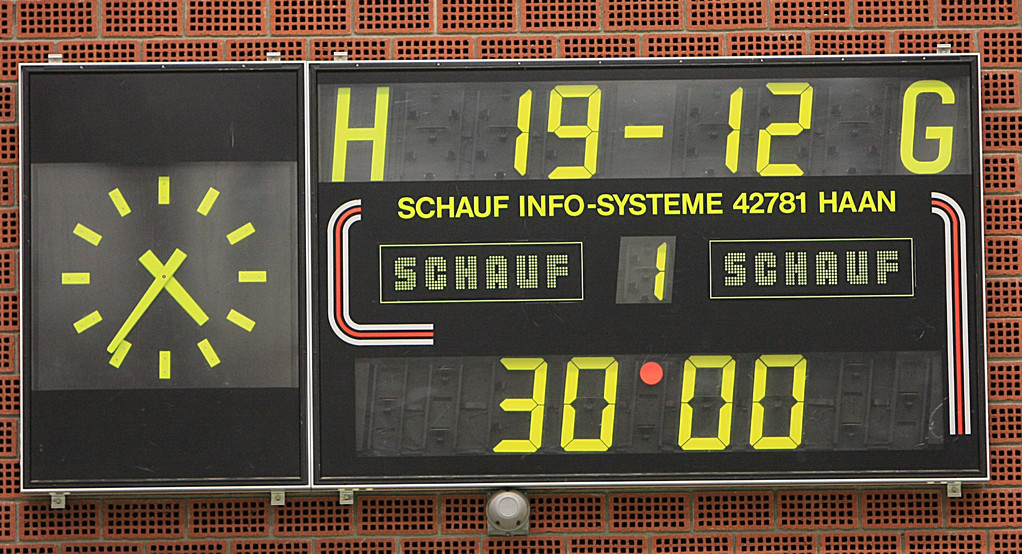 H 19-12 G
SCHAUF INFO-SYSTEME 42781 HAAN
SCHAUF 1 SCHAUF
30:00